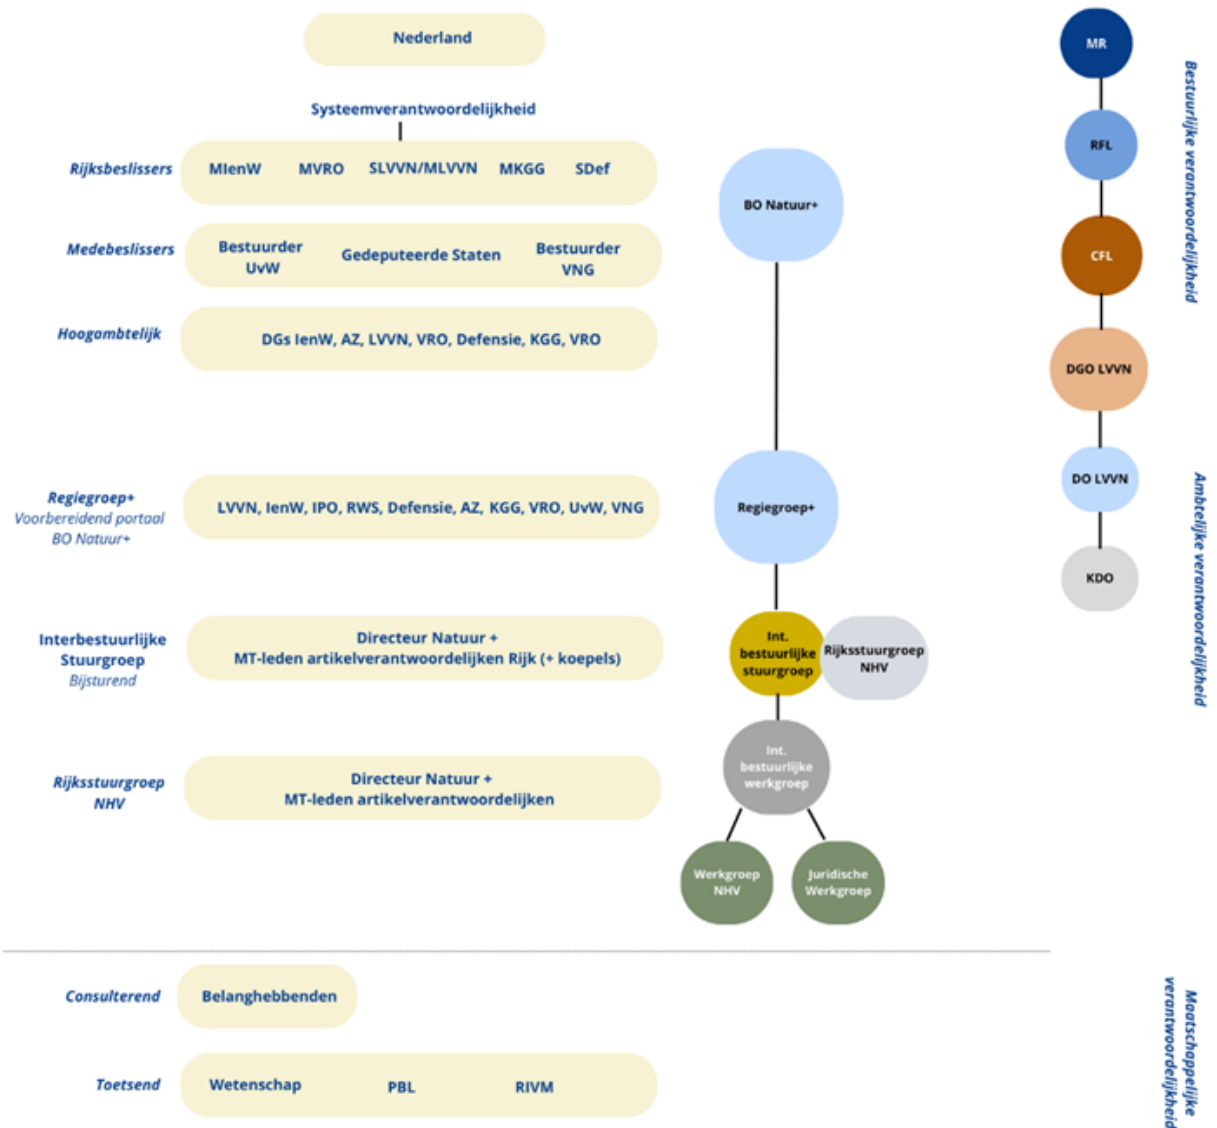 Nederland
Systeemverantwoordelijkheid
Rijksbeslissers
MIenW
MVRO
SLVVN/MLVVN
MKGG
SDef
Medebeslissers
Bestuurder
UvW
Gedeputeerde Staten
Bestuurder
VNG
Hoogambtelijk
DGs IenW, AZ, LVVN, VRO, Defensie, KGG, VRO
Regiegroep+
Voorbereidend portaal
BO Natuur+
LVVN, IenW, IPO, RWS, Defensie, AZ, KGG, VRO, UvW, VNG
Interbestuurlijke
Stuurgroep
Bijsturend
Directeur Natuur +
MT-leden artikelverantwoordelijken Rijk (+ koepels)
Rijksstuurgroep
NHV
Directeur Natuur +
MT-leden artikelverantwoordelijken
Consulterend
Belanghebbenden
Toetsend
Wetenschap
PBL
RIVM
BO Natuur+
Regiegroep+
Int.
bestuurlijke
stuurgroep
Rijksstuurgroep
NHV
Int.
bestuurlijke
werkgroep
Werkgroep
NHV
Juridische
Werkgroep
MR
RFL
CFL
DGO LVVN
DO LVVN
KDO
Bestuurlijke verantwoordelijkheid
Ambtelijke verantwoordelijkheid
Maatschappelijke
verantwoordelijkheid